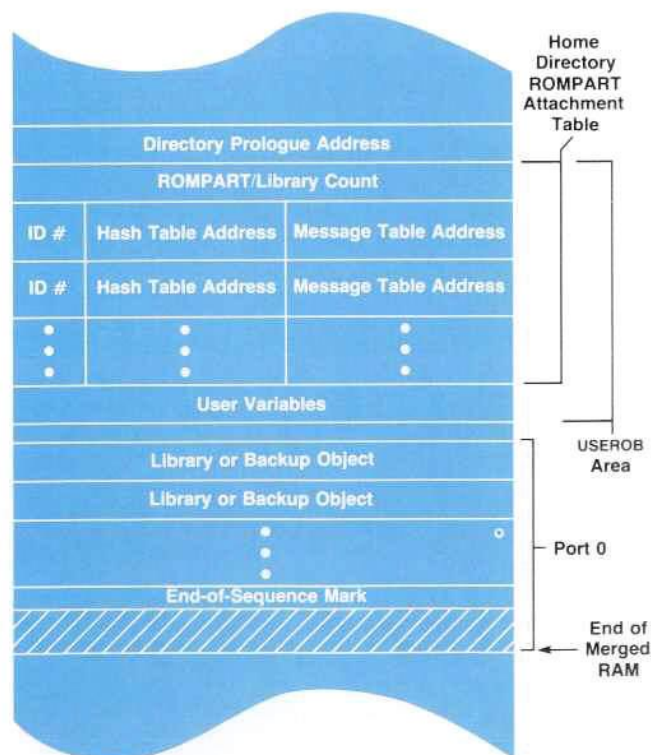 Home
Directory
ROMPART
Attachment
Table
Directory Prologue Address
ROMPART/Library Count
ID # Hash Table Address Message Table Address
ID # Hash Table Address Message Table Address
User Variables
USEROB
Area
Library or Backup Object
Library or Backup Object
Port 0
End-of-Sequence Mark
End of
Merged
RAM